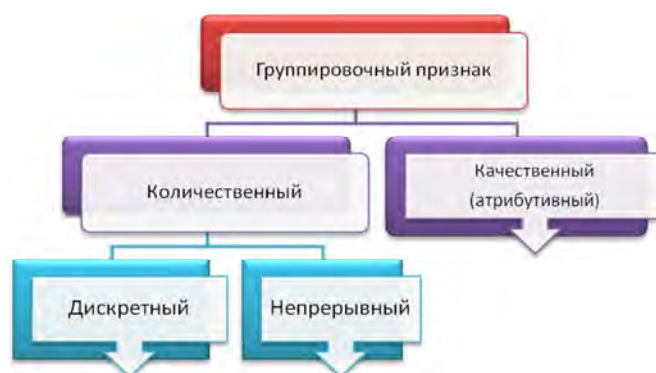 Группировочный признак
Количественный
Качественный
(атрибутивный)
Дискретный
Непрерывный